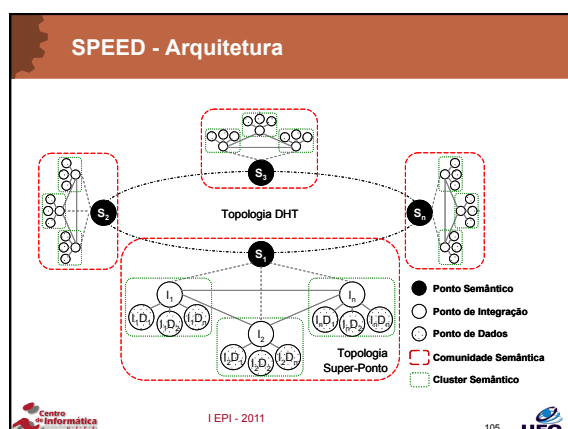 SPEED - Arquitetura
S3
S2
Topologia DHT
Sn
S1
I1
In
I2
I1D1
I1D2
I1Dn
I2D1
I2D2
I2Dn
InD1
InD2
InDn
Topologia
Super-Ponto
Ponto Semântico
Ponto de Integração
Ponto de Dados
Comunidade Semântica
Cluster Semântico
Centro
de Informática
I EPI - 2011
105